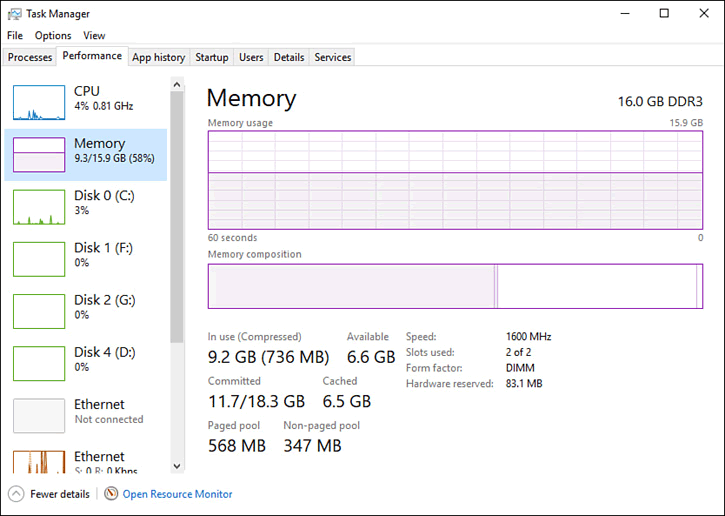 Task Manager
File Options View
Processes Performance App history Startup Users Details Services
CPU
4% 0.81 GHz
Memory
9.3/15.9 GB (58%)
Disk 0 (C:)
3%
Disk 1 (F:)
0%
Disk 2 (G:)
0%
Disk 4 (D:)
0%
Ethernet
Not connected
Ethernet
S: 0 R: 0 Kbps
Memory 16.0 GB DDR3
Memory usage 15.9 GB
60 seconds 0
Memory composition
In use (Compressed) Available
9.2 GB (736 MB) 6.6 GB
Committed Cached
11.7/18.3 GB 6.5 GB
Paged pool Non-paged pool
568 MB 347 MB
Speed: 1600 MHz
Slots used: 2 of 2
Form factor: DIMM
Hardware reserved: 83.1 MB
Fewer details Open Resource Monitor